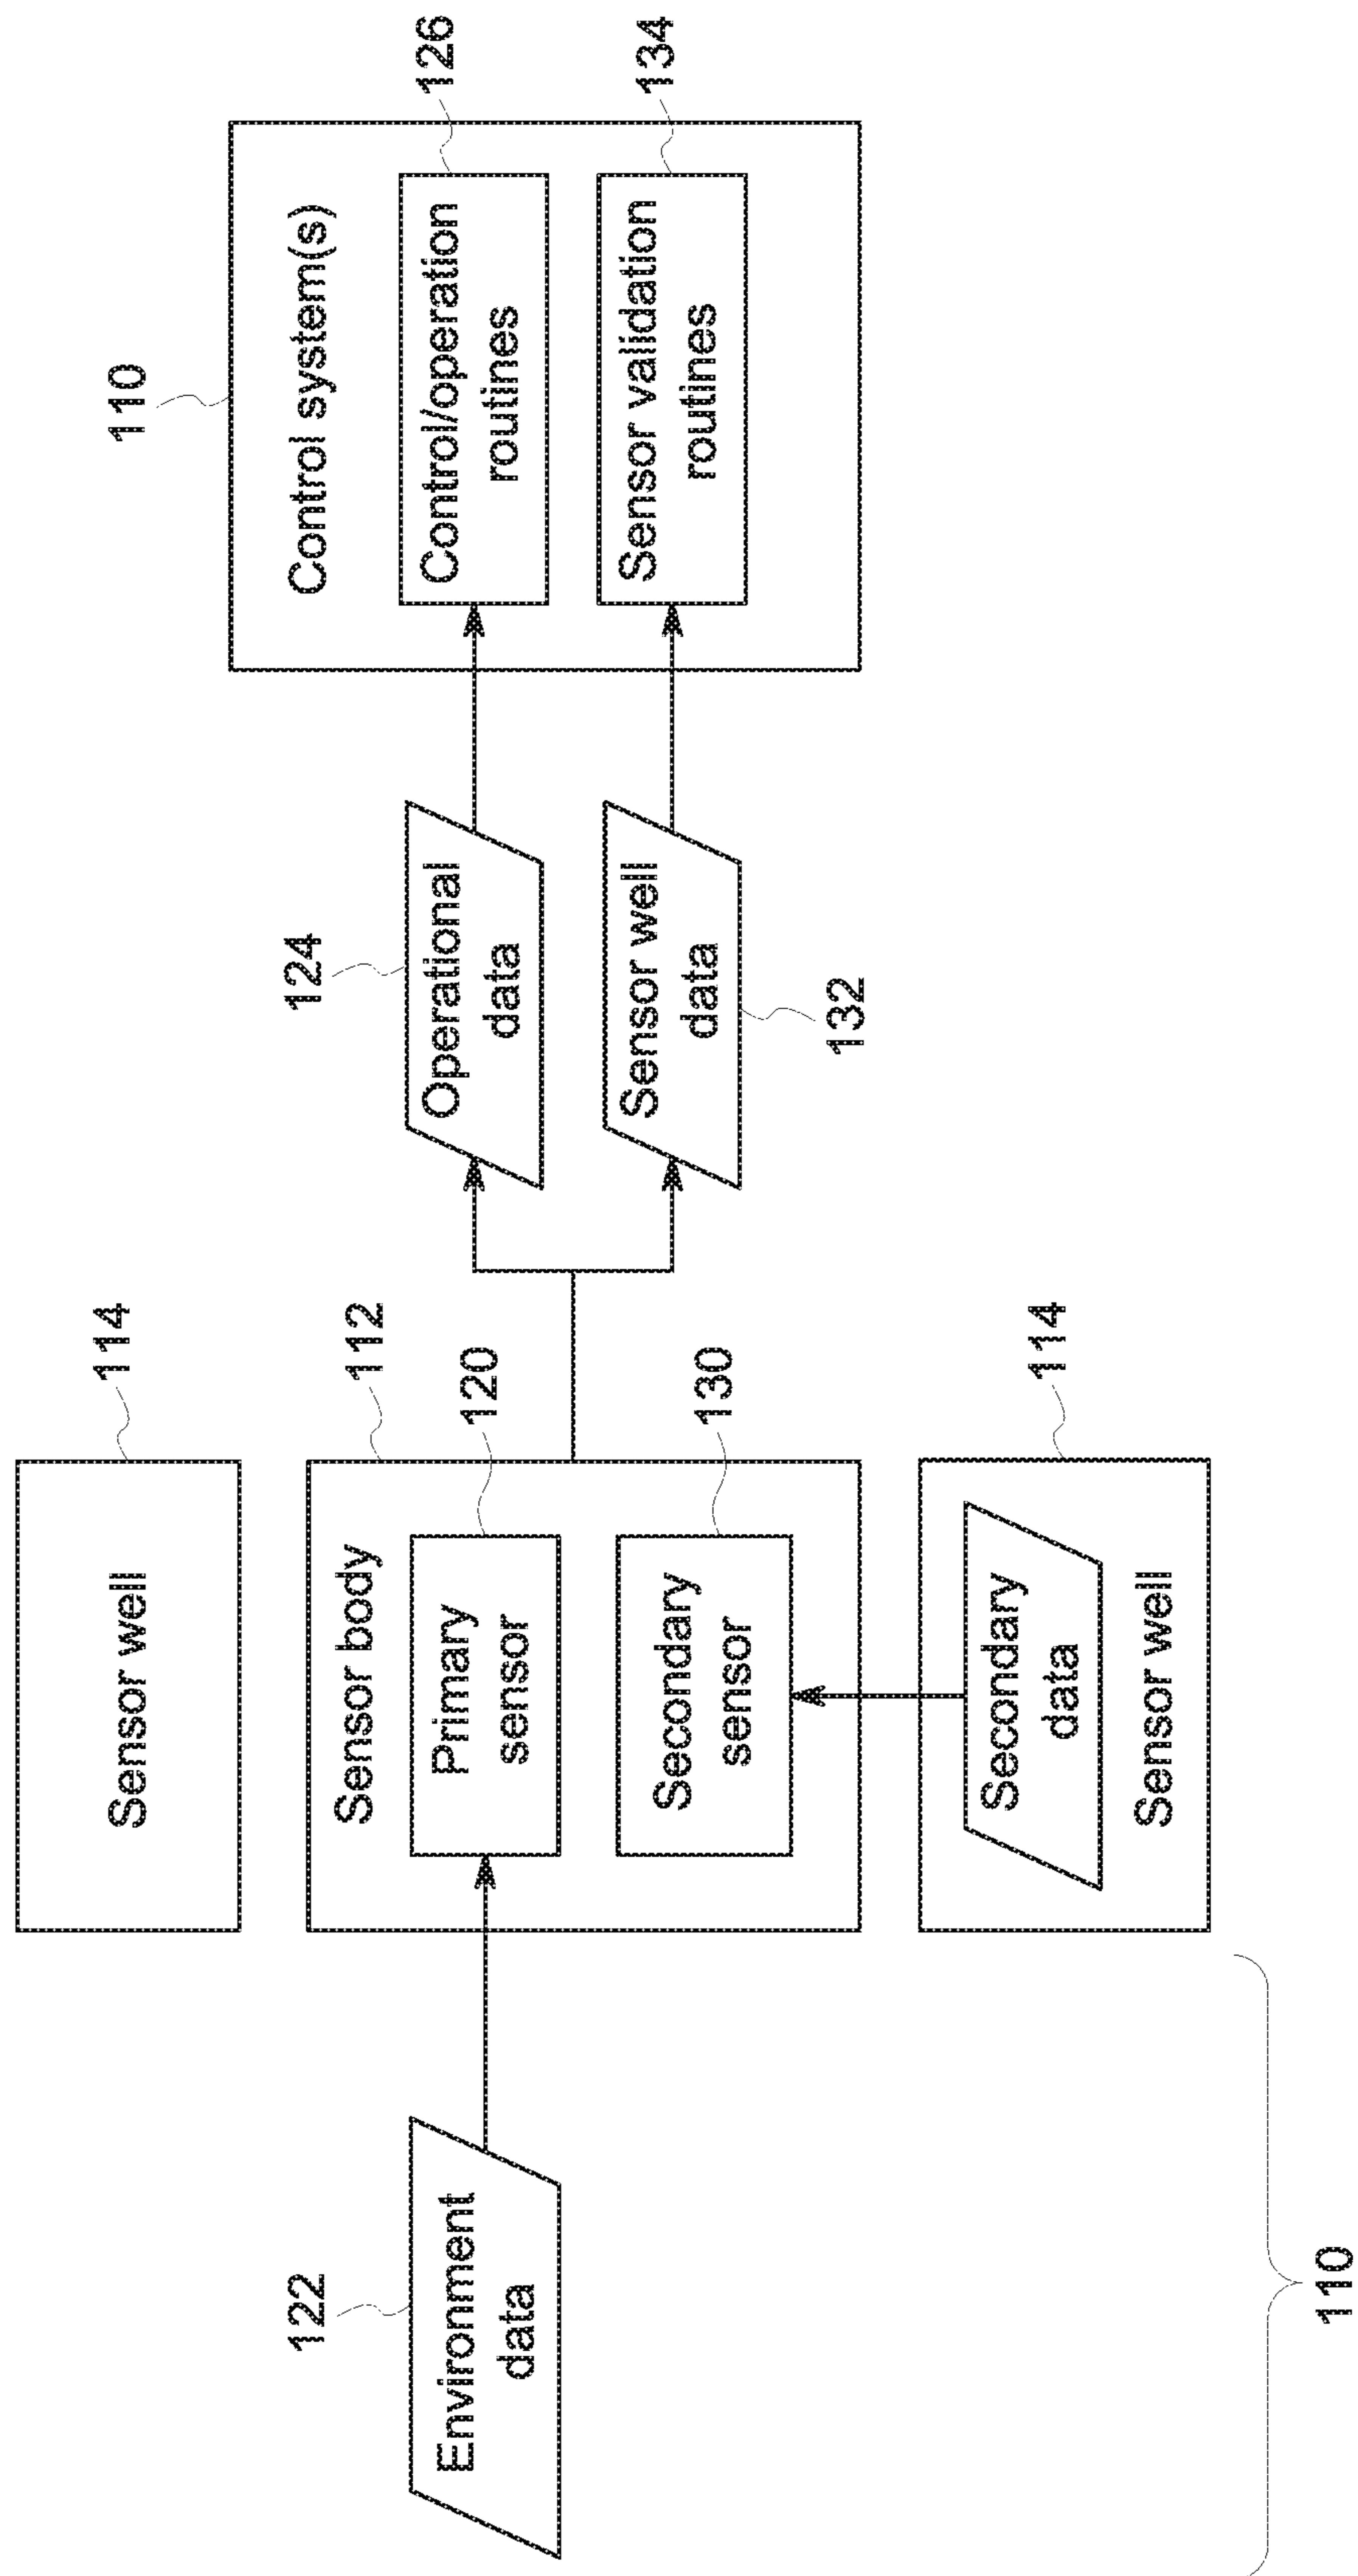 114
Sensor well
110
Control system(s)
126
Control/operation
routines
134
Sensor validation
routines
124
Operational
data
Sensor well
data
132
112
Sensor body
120
Primary
sensor
130
Secondary
sensor
122
Environment
data
114
Secondary
data
Sensor well
110